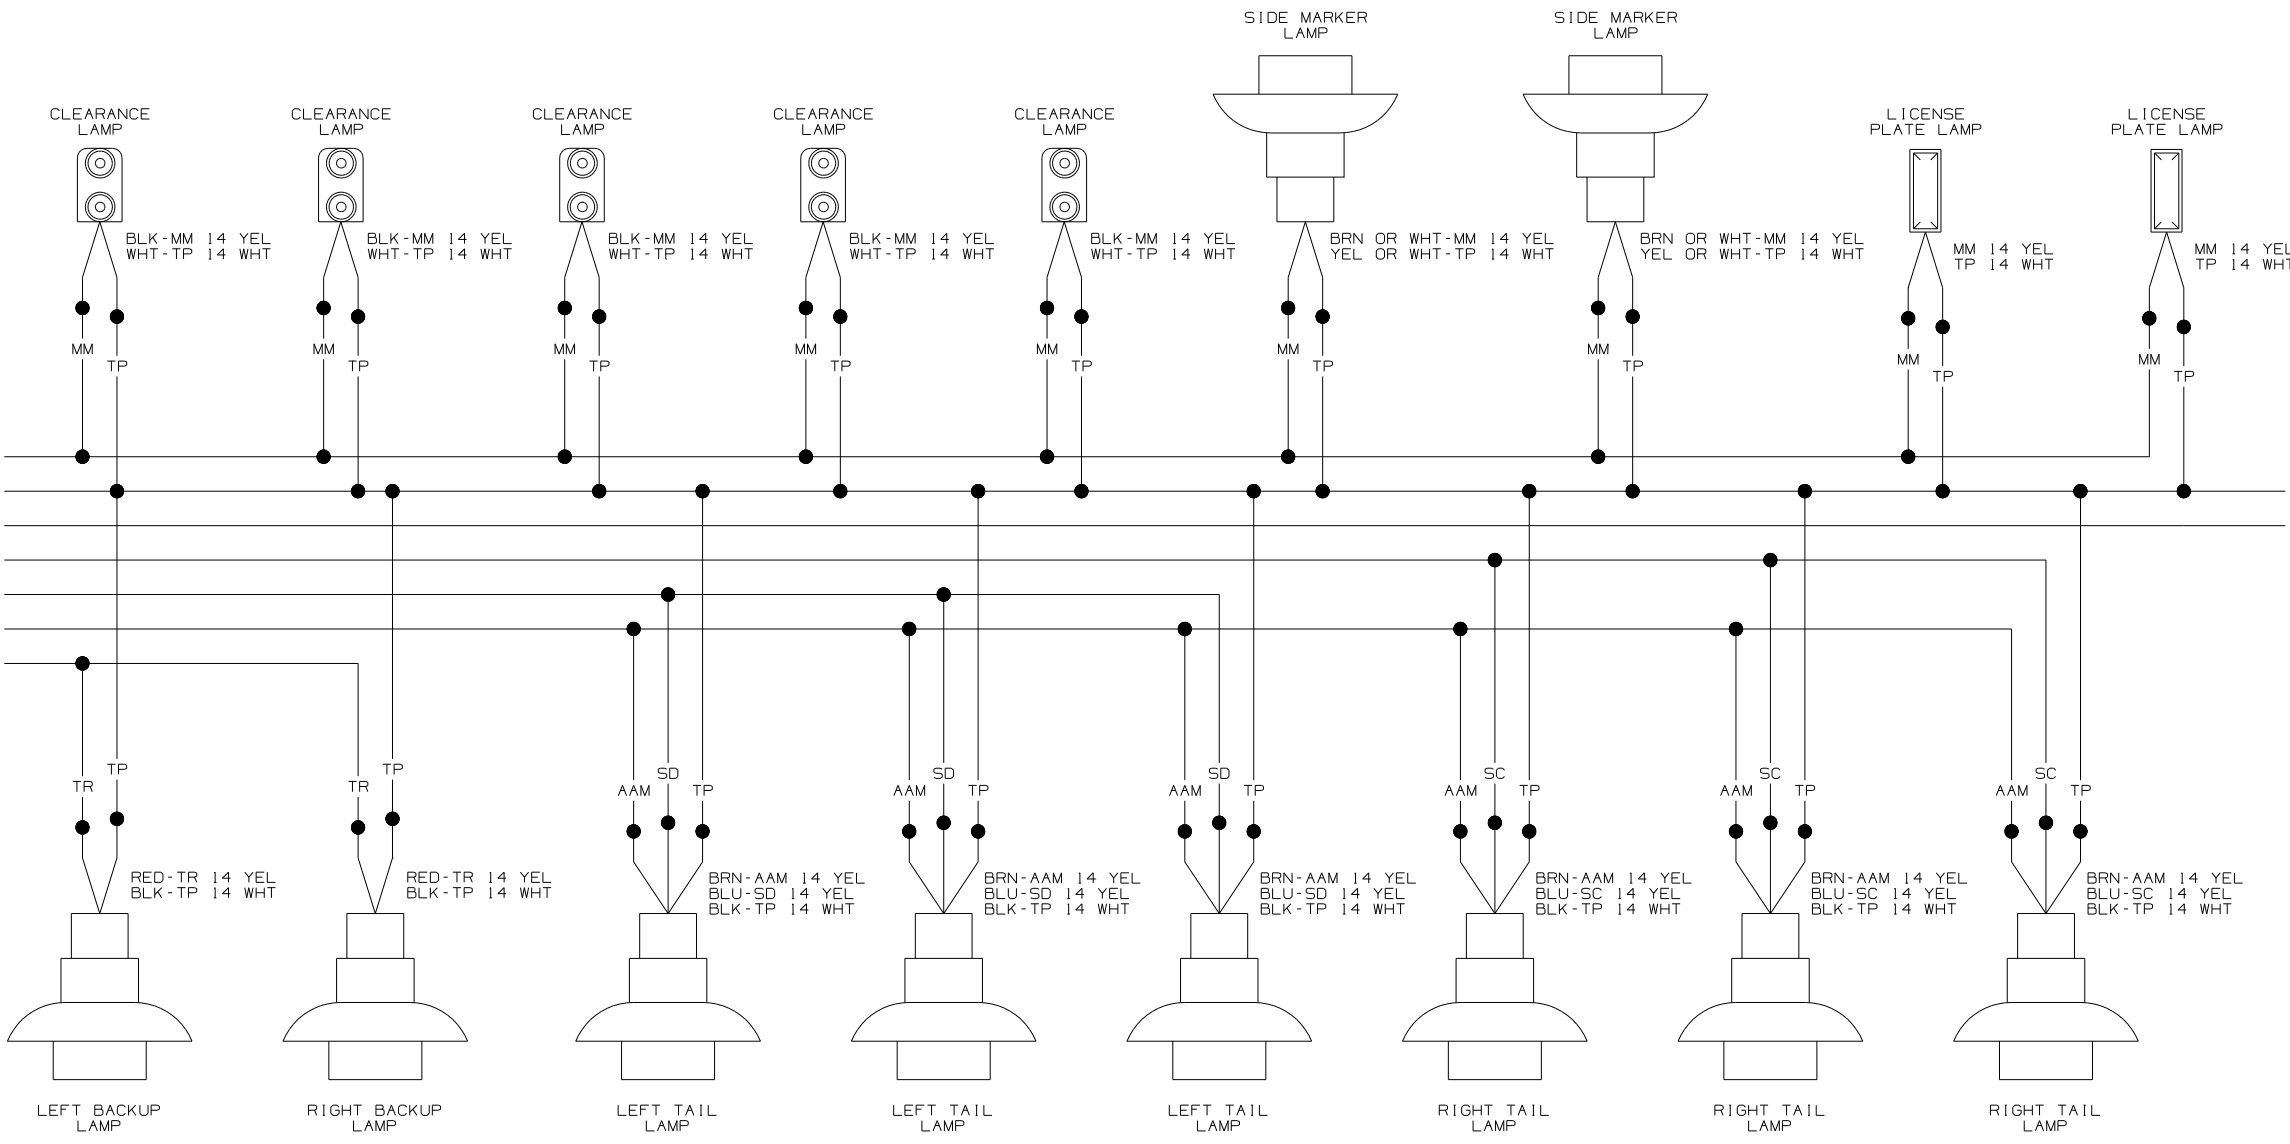 SIDE MARKER
LAMP
SIDE MARKER
LAMP
CLEARANCE
LAMP
CLEARANCE
LAMP
CLEARANCE
LAMP
CLEARANCE
LAMP
CLEARANCE
LAMP
LICENSE
PLATE LAMP
LICENSE
PLATE LAMP
BLK-MM 14 YEL
WHT-TP 14 WHT
BLK-MM 14 YEL
WHT-TP 14 WHT
BLK-MM 14 YEL
WHT-TP 14 WHT
BLK-MM 14 YEL
WHT-TP 14 WHT
BLK-MM 14 YEL
WHT-TP 14 WHT
BRN OR WHT-MM 14 YEL
YEL OR WHT-TP 14 WHT
BRN OR WHT-MM 14 YEL
YEL OR WHT-TP 14 WHT
MM 14 YEL
TP 14 WHT
MM 14 YEL
TP 14 WHT
MM
TP
MM
TP
MM
TP
MM
TP
MM
TP
MM
TP
MM
TP
MM
TP
MM
TP
TR
TP
TR
TP
AAM
SD
TP
AAM
SD
TP
AAM
SD
TP
AAM
SC
TP
AAM
SC
TP
AAM
SC
TP
RED-TR 14 YEL
BLK-TP 14 WHT
RED-TR 14 YEL
BLK-TP 14 WHT
BRN-AAM 14 YEL
BLU-SD 14 YEL
BLK-TP 14 WHT
BRN-AAM 14 YEL
BLU-SD 14 YEL
BLK-TP 14 WHT
BRN-AAM 14 YEL
BLU-SD 14 YEL
BLK-TP 14 WHT
BRN-AAM 14 YEL
BLU-SC 14 YEL
BLK-TP 14 WHT
BRN-AAM 14 YEL
BLU-SC 14 YEL
BLK-TP 14 WHT
BRN-AAM 14 YEL
BLU-SC 14 YEL
BLK-TP 14 WHT
LEFT BACKUP
LAMP
RIGHT BACKUP
LAMP
LEFT TAIL
LAMP
LEFT TAIL
LAMP
LEFT TAIL
LAMP
RIGHT TAIL
LAMP
RIGHT TAIL
LAMP
RIGHT TAIL
LAMP